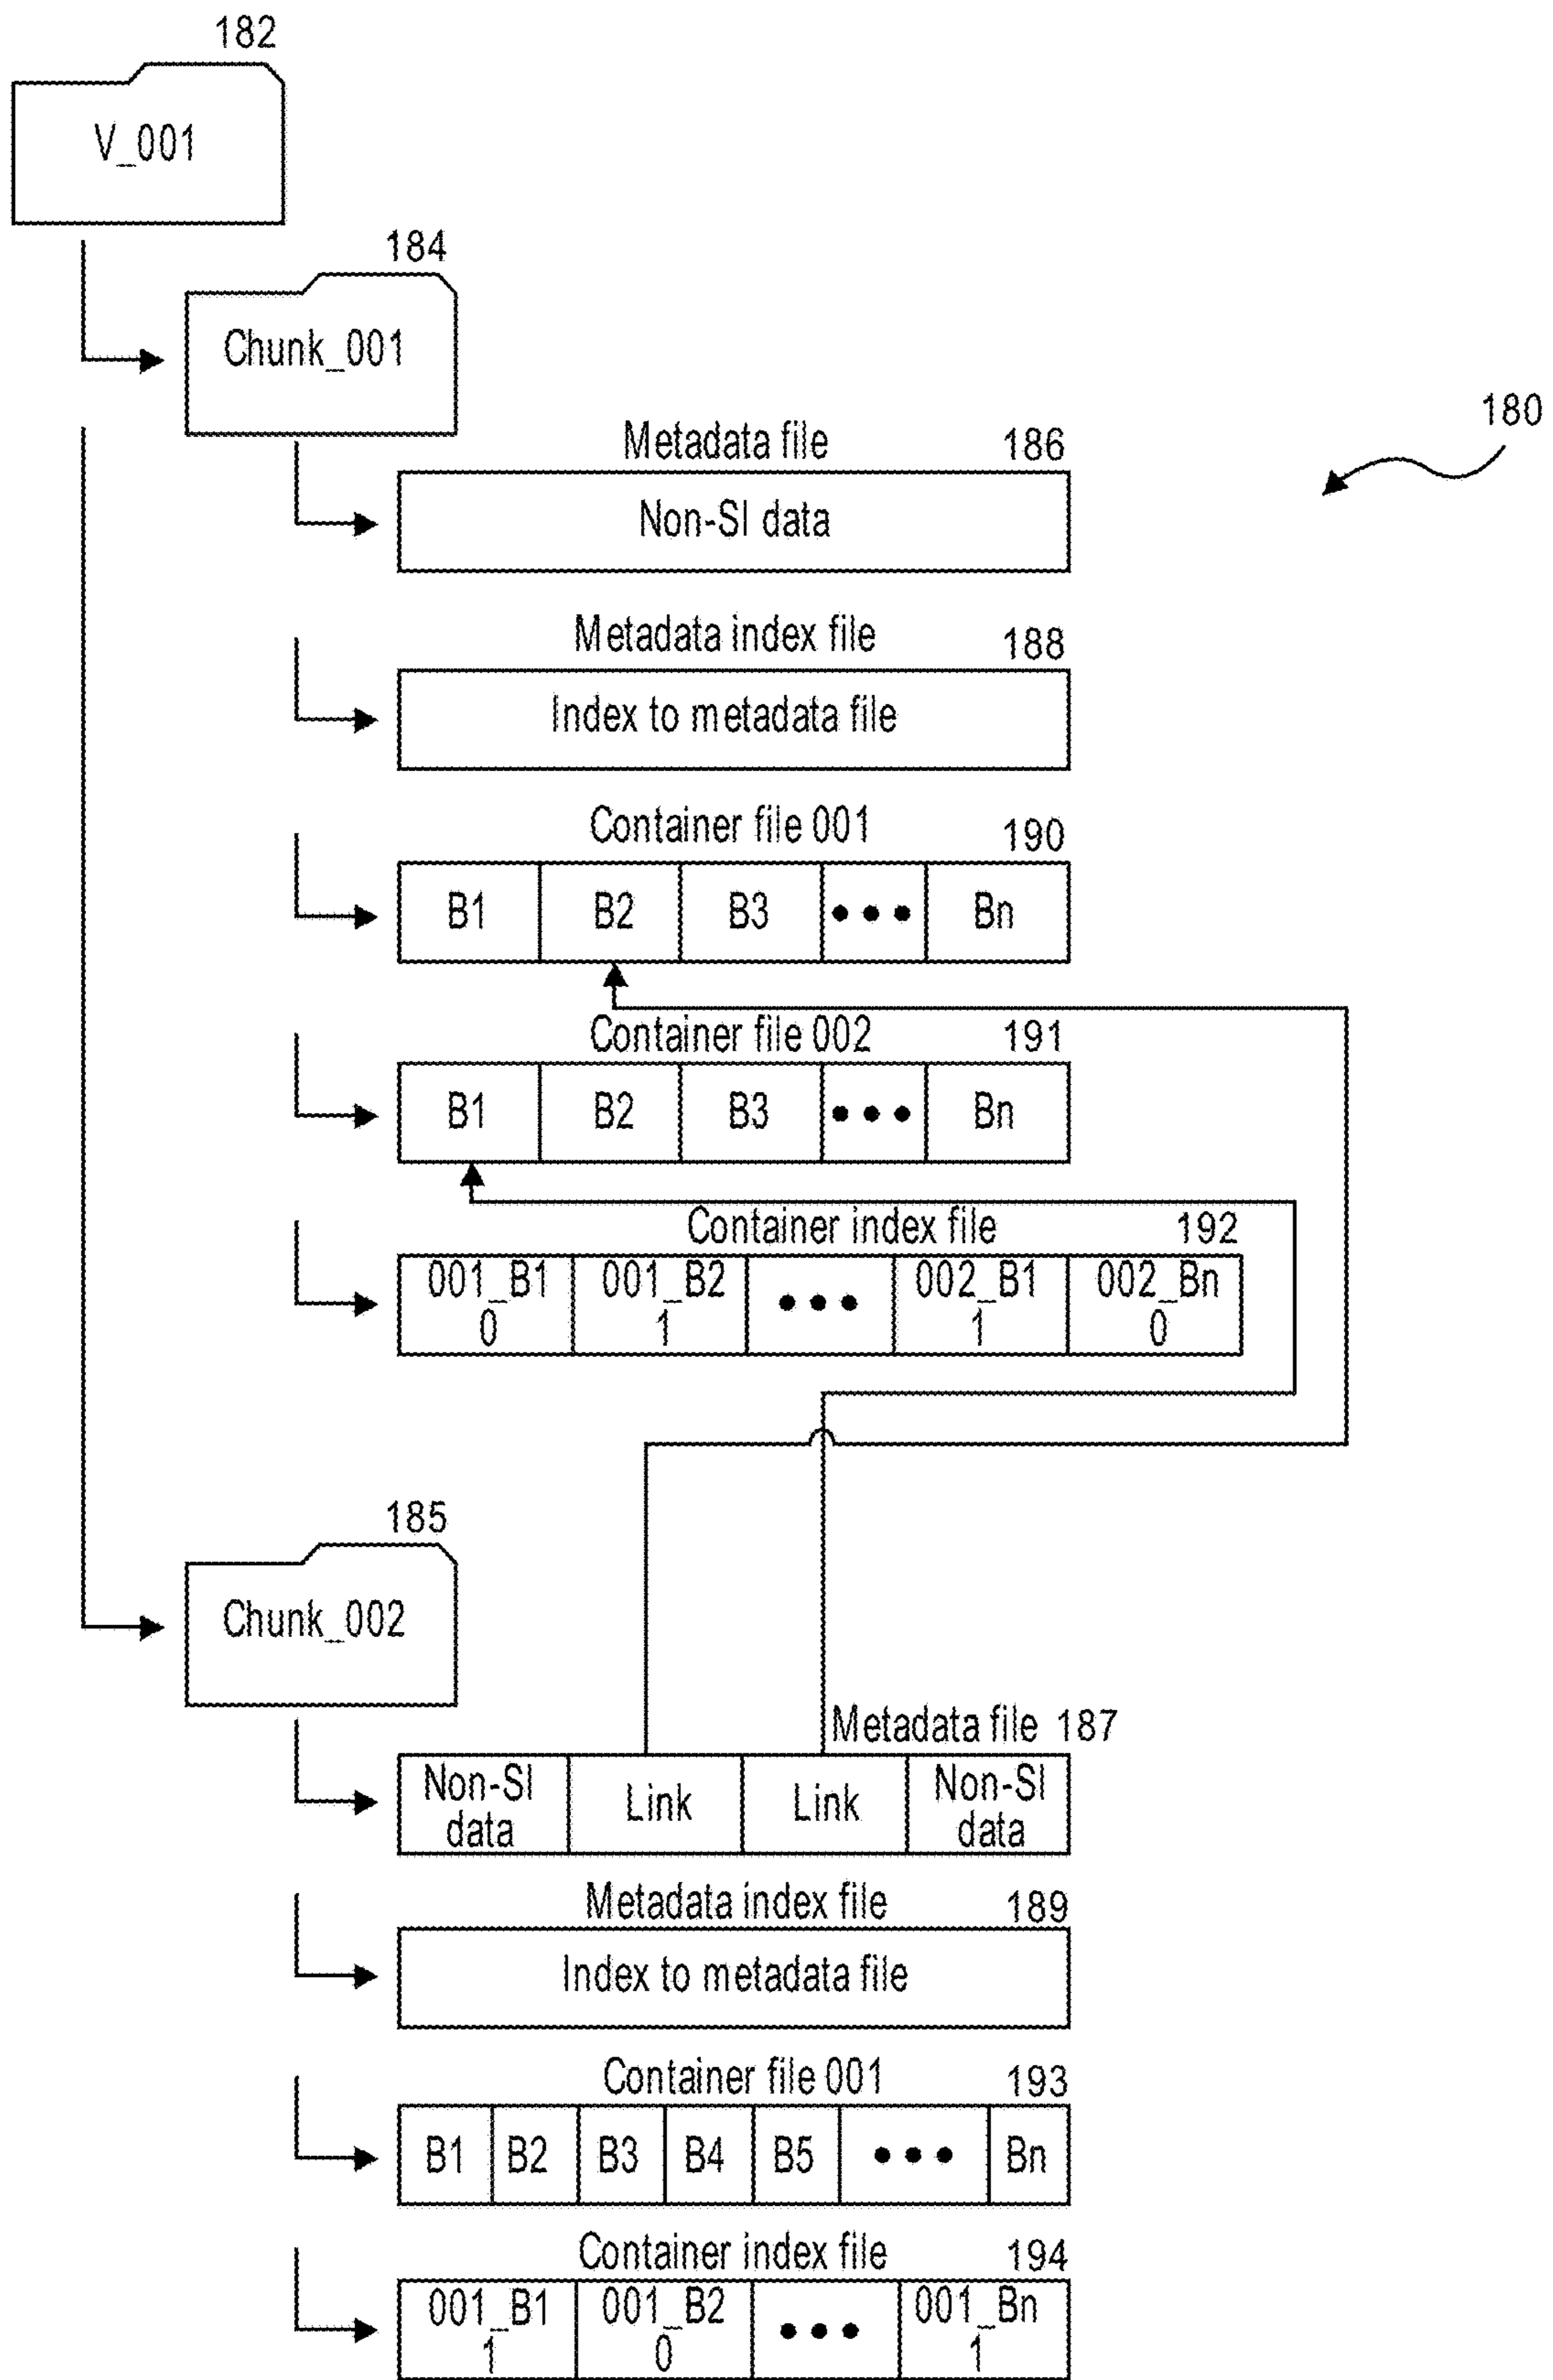 182
V_001
184
Chunk_001
180
Metadata file 186
Non-SI data
Metadata index file 188
Index to metadata file
Container file 001 190
B1 B2 B3 ••• Bn
Container file 002 191
B1 B2 B3 ••• Bn
Container index file 192
001_B1 001_B2 ••• 002_B1 002_Bn
0 1 1 0
185
Chunk_002
Metadata file 187
Non-SI Link Link Non-SI
data data
Metadata index file 189
Index to metadata file
Container file 001 193
B1 B2 B3 B4 B5 ••• Bn
Container index file 194
001_B1 001_B2 ••• 001_Bn
1 0 1